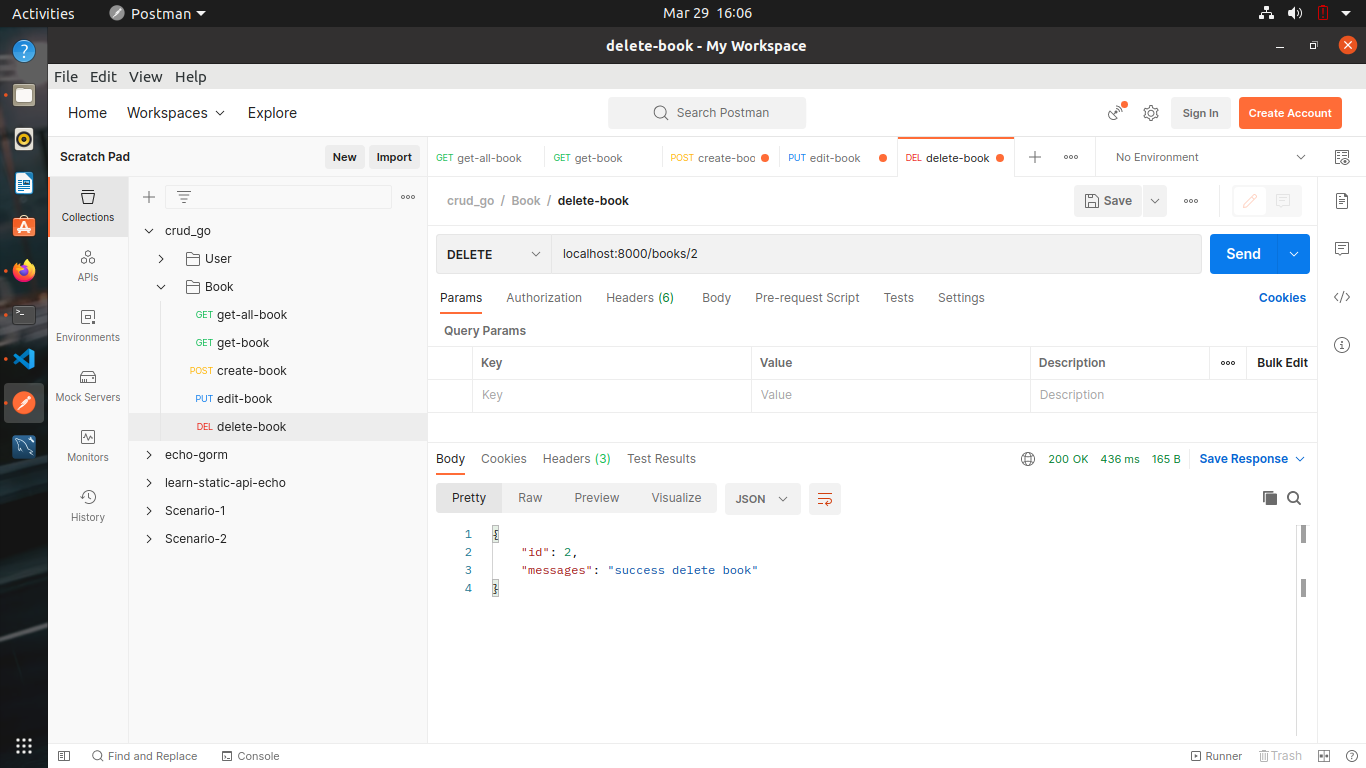 Activities Postman Mar 29 16:06
delete-book - My Workspace
File Edit View Help
Home Workspaces Explore Search Postman Sign In Create Account
Scratch Pad New Import
GET get-all-book GET get-book POST create-boo PUT edit-book DEL delete-book No Environment
Collections
APIs
Environments
Mock Servers
Monitors
History
crud_go
User
Book
GET get-all-book
GET get-book
POST create-book
PUT edit-book
DEL delete-book
echo-gorm
learn-static-api-echo
Scenario-1
Scenario-2
crud_go / Book / delete-book Save
DELETE localhost:8000/books/2 Send
Params Authorization Headers (6) Body Pre-request Script Tests Settings Cookies
Query Params
Key Value Description Bulk Edit
Key Value Description
Body Cookies Headers (3) Test Results 200 OK 436 ms 165 B Save Response
Pretty Raw Preview Visualize JSON
1 {
2 "id": 2,
3 "messages": "success delete book"
4 }
Find and Replace Console Runner Trash